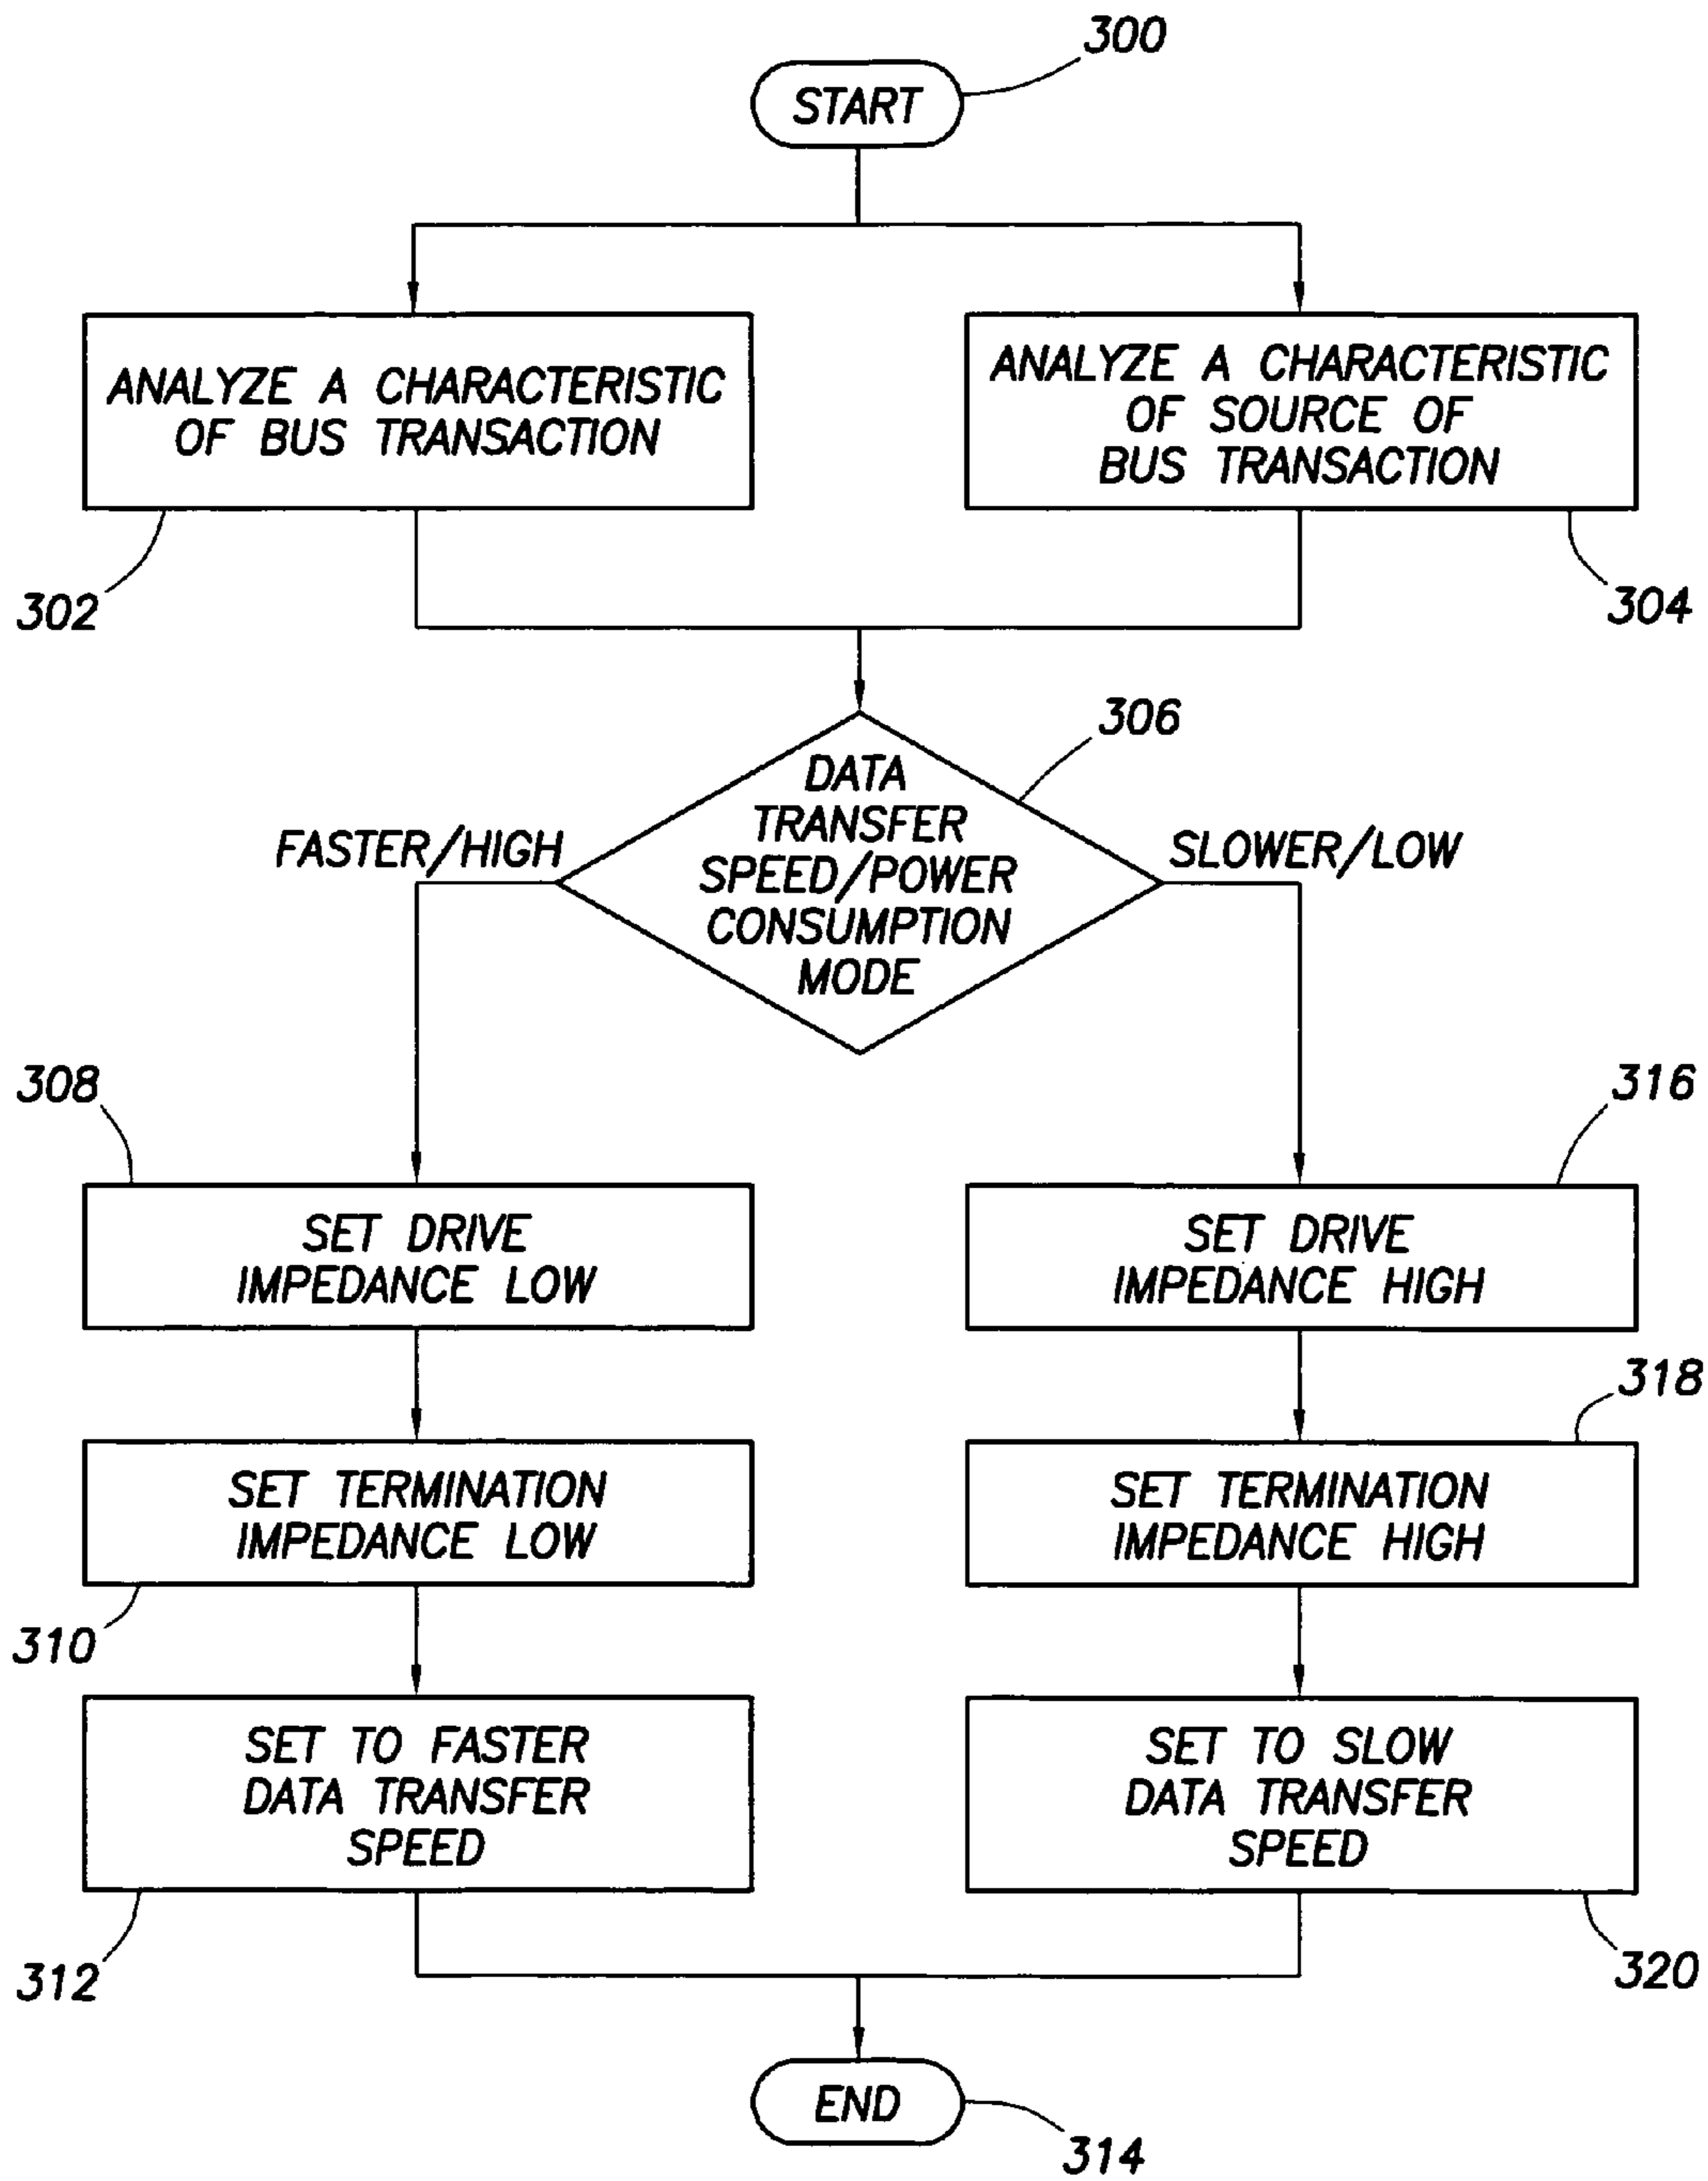 300
START
ANALYZE A CHARACTERISTIC
OF BUS TRANSACTION
ANALYZE A CHARACTERISTIC
OF SOURCE OF
BUS TRANSACTION
302
304
306
DATA
TRANSFER
SPEED/POWER
CONSUMPTION
MODE
FASTER/HIGH
SLOWER/LOW
308
316
SET DRIVE
IMPEDANCE LOW
SET DRIVE
IMPEDANCE HIGH
318
SET TERMINATION
IMPEDANCE LOW
SET TERMINATION
IMPEDANCE HIGH
310
SET TO FASTER
DATA TRANSFER
SPEED
SET TO SLOW
DATA TRANSFER
SPEED
312
320
END
314